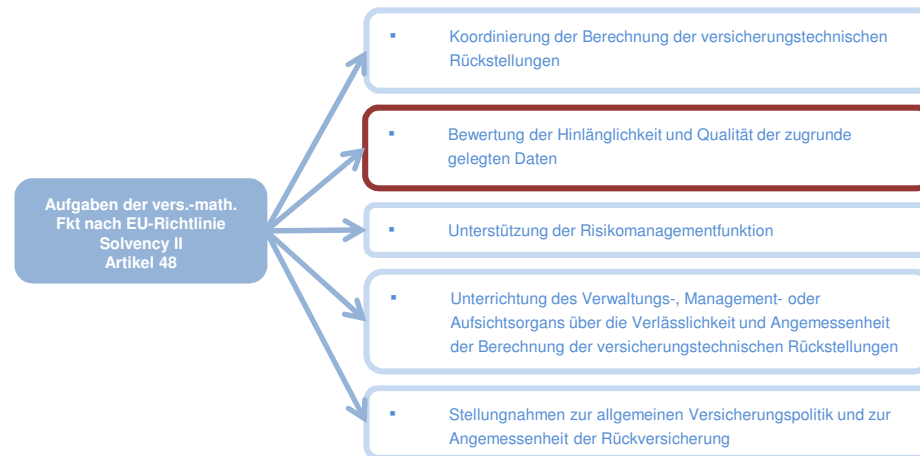 Aufgaben der vers.-math.
Fkt nach EU-Richtlinie
Solvency II
Artikel 48
▪ Koordinierung der Berechnung der versicherungstechnischen
Rückstellungen
▪ Bewertung der Hinlänglichkeit und Qualität der zugrunde
gelegten Daten
▪ Unterstützung der Risikomanagementfunktion
▪ Unterrichtung des Verwaltungs-, Management- oder
Aufsichtsorgans über die Verlässlichkeit und Angemessenheit
der Berechnung der versicherungstechnischen Rückstellungen
▪ Stellungnahmen zur allgemeinen Versicherungspolitik und zur
Angemessenheit der Rückversicherung